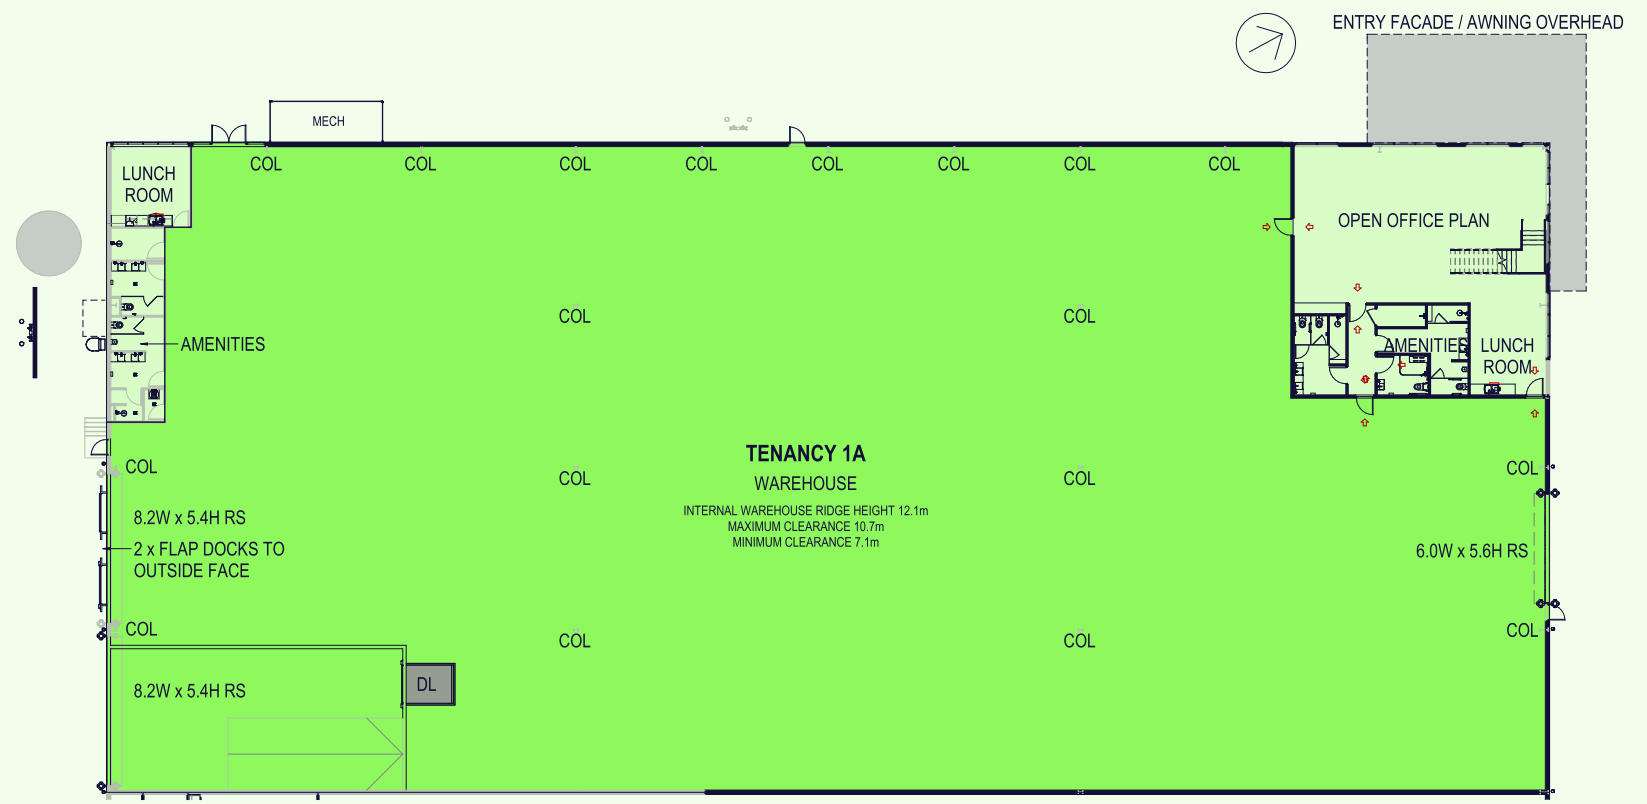 ENTRY FACADE / AWNING OVERHEAD
MECH
COL COL COL COL COL COL COL COL
LUNCH
ROOM
OPEN OFFICE PLAN
COL COL
AMENITIES
AMENITIES
LUNCH
ROOM
TENANCY 1A
WAREHOUSE
INTERNAL WAREHOUSE RIDGE HEIGHT 12.1m
MAXIMUM CLEARANCE 10.7m
MINIMUM CLEARANCE 7.1m
COL COL COL COL
8.2W x 5.4H RS
2 x FLAP DOCKS TO
OUTSIDE FACE
6.0W x 5.6H RS
COL COL COL COL
8.2W x 5.4H RS
DL